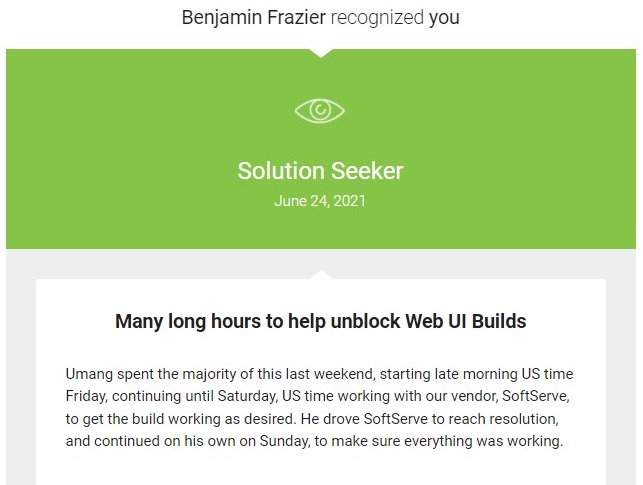 Benjamin Frazier recognized you
Solution Seeker
June 24, 2021
Many long hours to help unblock Web UI Builds
Umang spent the majority of this last weekend, starting late morning US time
Friday, continuing until Saturday, US time working with our vendor, SoftServe,
to get the build working as desired. He drove SoftServe to reach resolution,
and continued on his own on Sunday, to make sure everything was working.